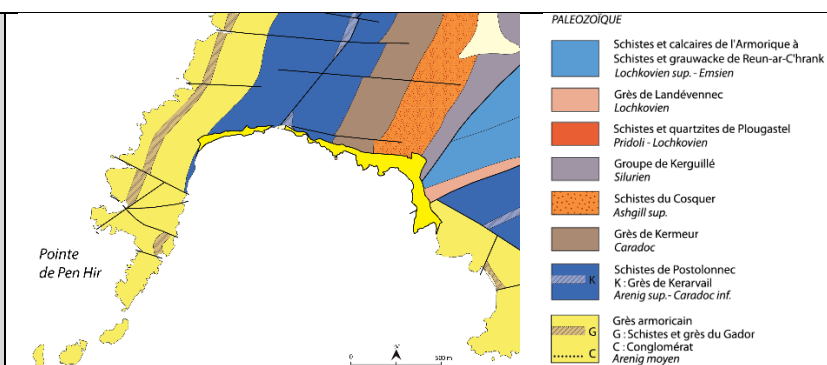 PALEOZOÏQUE
Schistes et calcaires de l'Armorique à
Schistes et grauwacke de Reun-ar-C'hrank
Lochkovien sup. - Emsien
Grès de Landévennec
Lochkovien
Schistes et quartzites de Plougastel
Pridoli - Lochkovien
Groupe de Kerguillé
Silurien
Schistes du Cosquer
Ashgill sup.
Grès de Kermeur
Caradoc
Schistes de Postolonnec
K
K : Grès de Kerarvail
Arenig sup.- Caradoc inf.
Grès armoricain
G
G : Schistes et grès du Gador
C
C : Conglomérat
Arenig moyen
Pointe
de Pen Hir
0
500 m